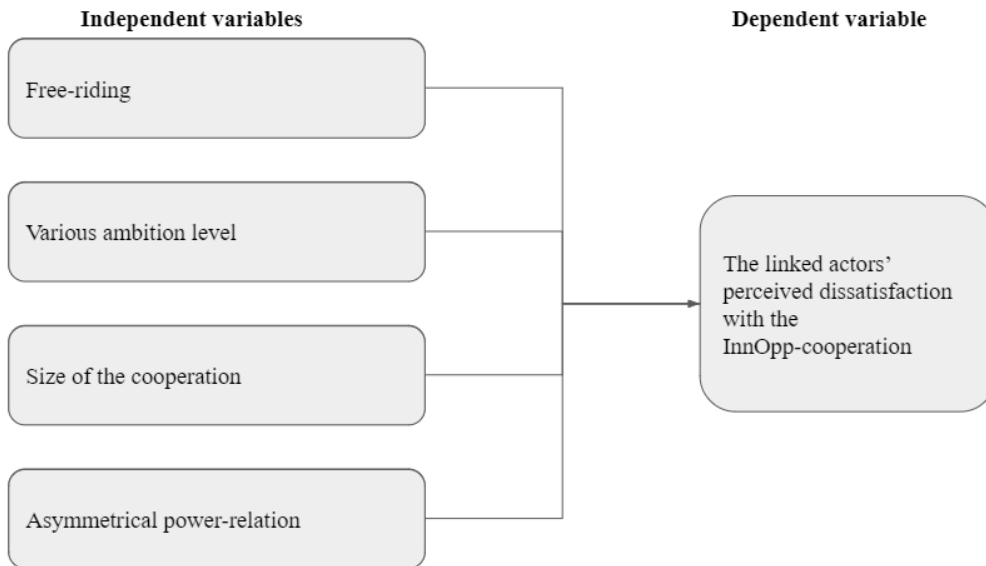 Independent variables
Dependent variable
Free-riding
Various ambition level
Size of the cooperation
Asymmetrical power-relation
The linked actors’
perceived dissatisfaction
with the
InnOpp-cooperation